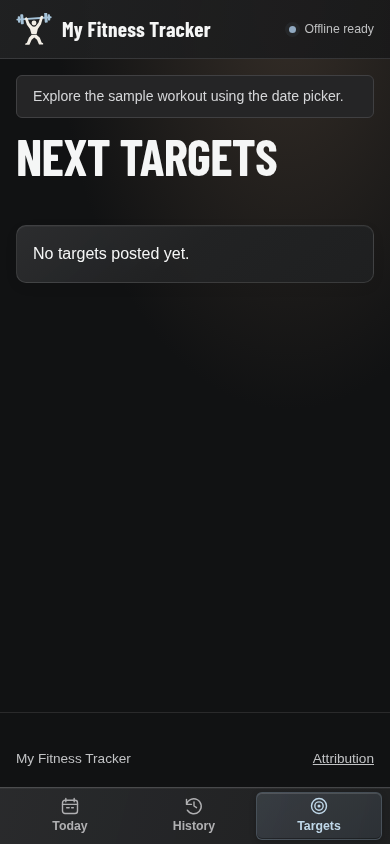 My Fitness Tracker
Offline ready
Explore the sample workout using the date picker.
NEXT TARGETS
No targets posted yet.
My Fitness Tracker
Attribution
Today
History
Targets